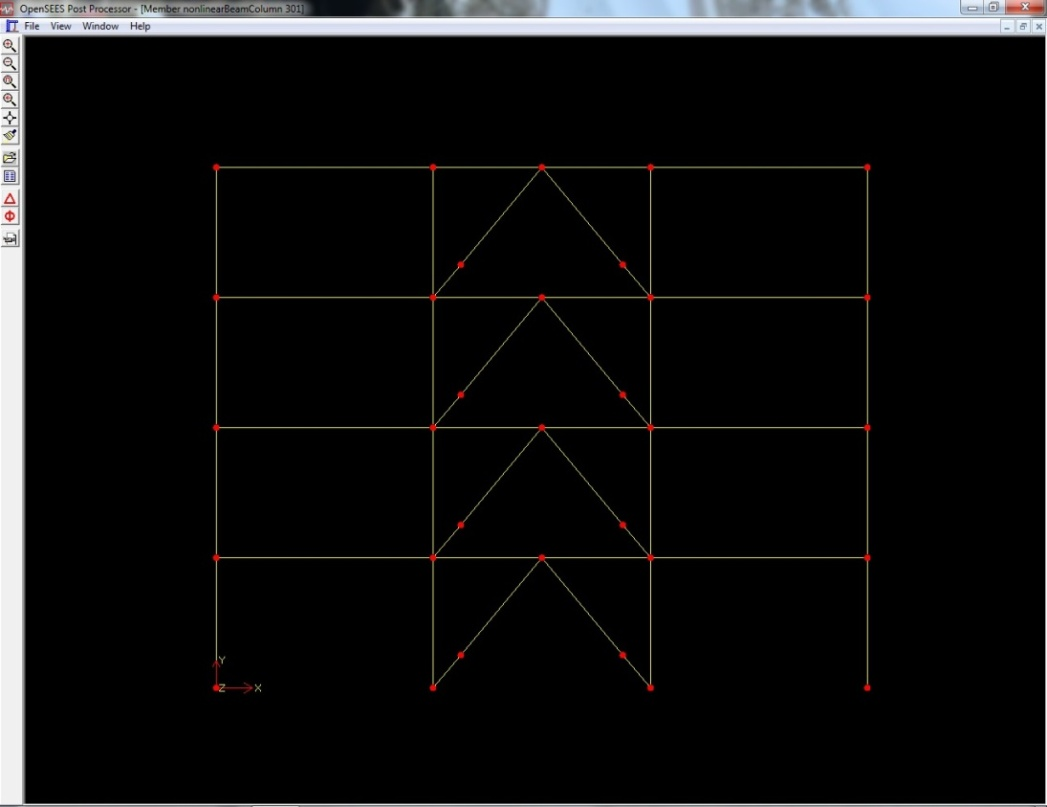 OpenSEES Post Processor - [Member nonlinearBeamColumn 301]
File View Window Help
Y
Z X